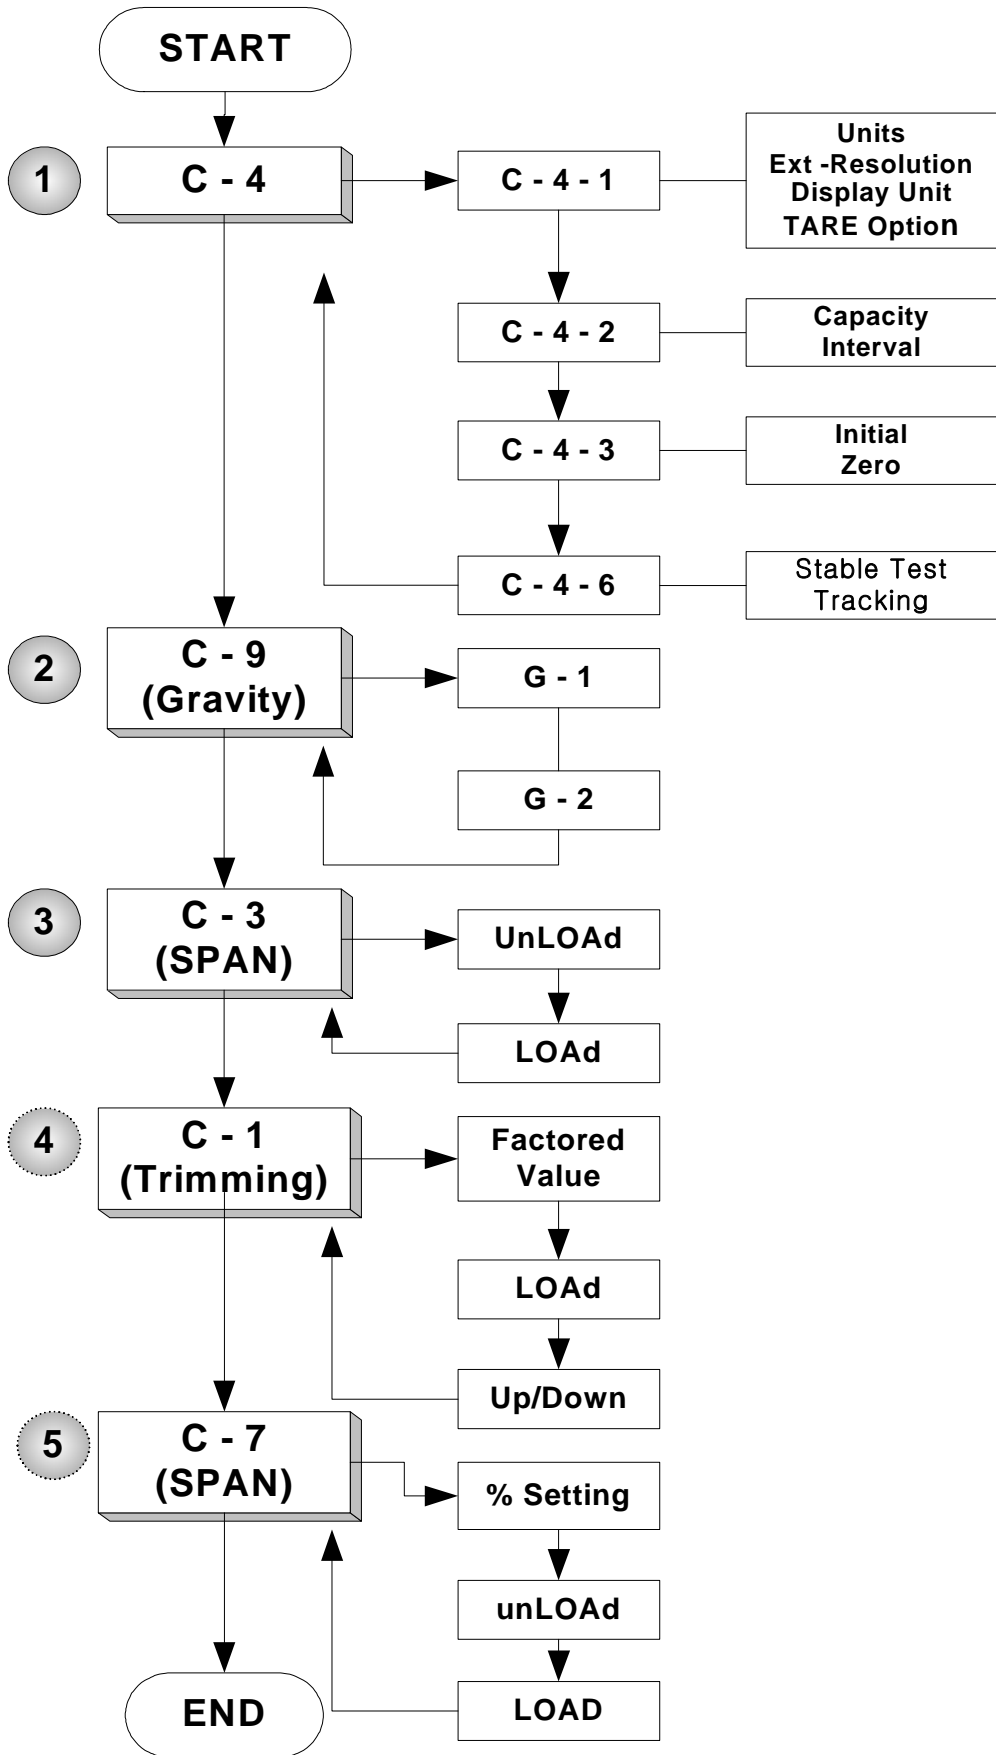 START
1
C - 4
C - 4 - 1
Units
Ext -Resolution
Display Unit
TARE Option
C - 4 - 2
Capacity
Interval
C - 4 - 3
Initial
Zero
C - 4 - 6
Stable Test
Tracking
2
C - 9
(Gravity)
G - 1
G - 2
3
C - 3
(SPAN)
UnLOAd
LOAd
4
C - 1
(Trimming)
Factored
Value
LOAd
Up/Down
5
C - 7
(SPAN)
% Setting
unLOAd
LOAD
END